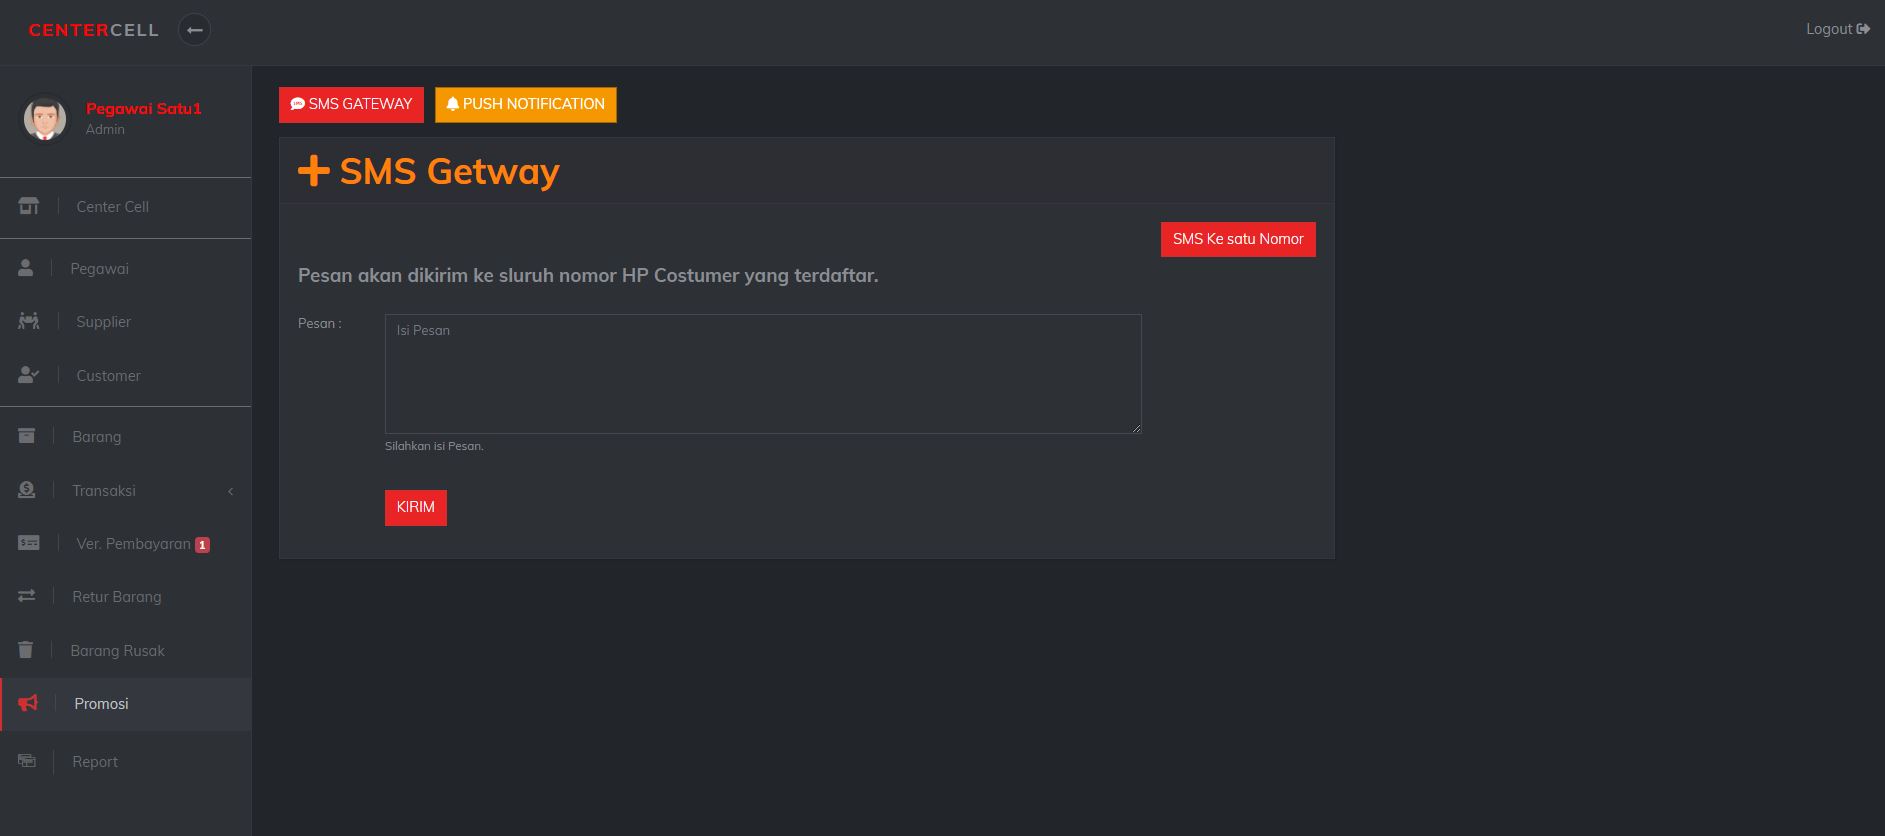 CENTERCELL
Logout
Pegawai Satu1
Admin
Center Cell
Pegawai
Supplier
Customer
Barang
Transaksi
Ver. Pembayaran 1
Retur Barang
Barang Rusak
Promosi
Report
SMS GATEWAY
PUSH NOTIFICATION
SMS Getway
SMS Ke satu Nomor
Pesan akan dikirim ke sluruh nomor HP Costumer yang terdaftar.
Pesan :
Isi Pesan
Silahkan isi Pesan.
KIRIM